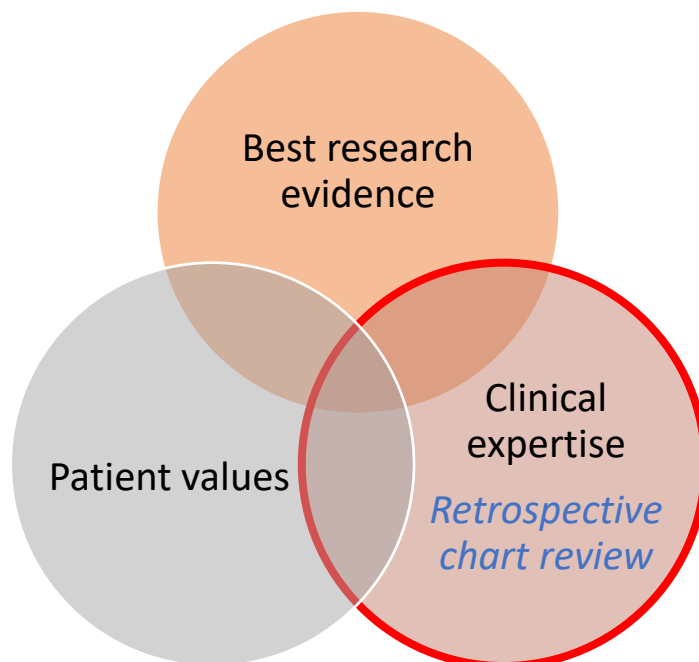 Best research
evidence
Clinical
expertise
Patient values
Retrospective
chart review